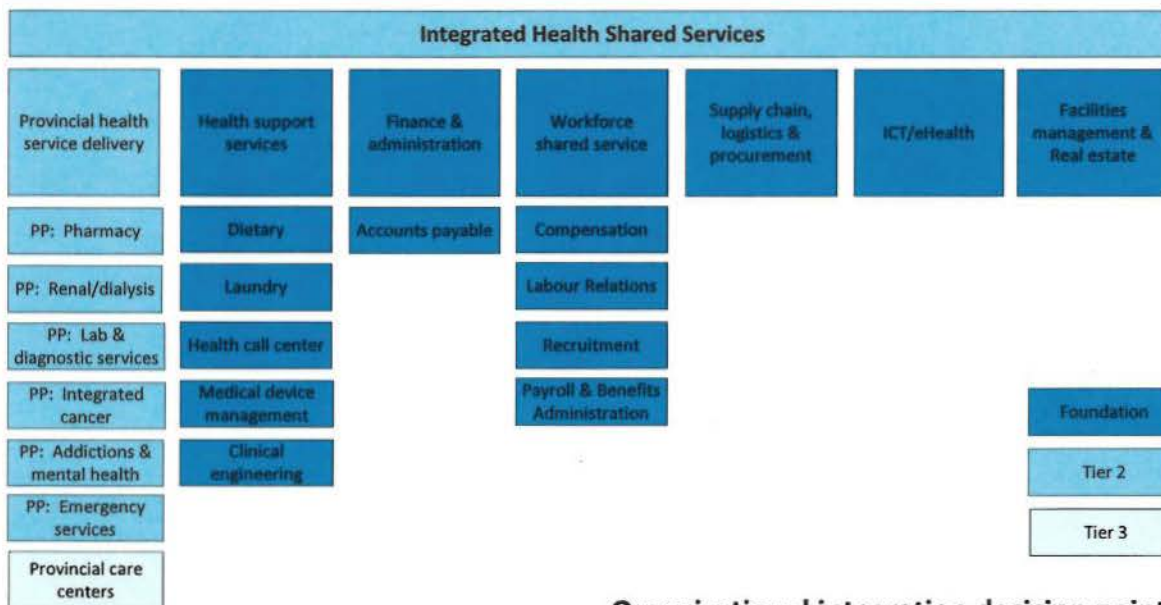 Integrated Health Shared Services
Provincial health
service delivery
Health support
services
Finance &
administration
Workforce
shared service
Supply chain,
logistics &
procurement
ICT/eHealth
Facilities
management &
Real estate
PP: Pharmacy
Dietary
Accounts payable
Compensation
PP: Renal/dialysis
Laundry
Labour Relations
PP: Lab &
diagnostic services
Health call center
Recruitment
PP: Integrated
cancer
Medical device
management
Payroll & Benefits
Administration
Foundation
PP: Addictions &
mental health
Clinical
engineering
Tier 2
PP: Emergency
services
Tier 3
Provincial care
centers